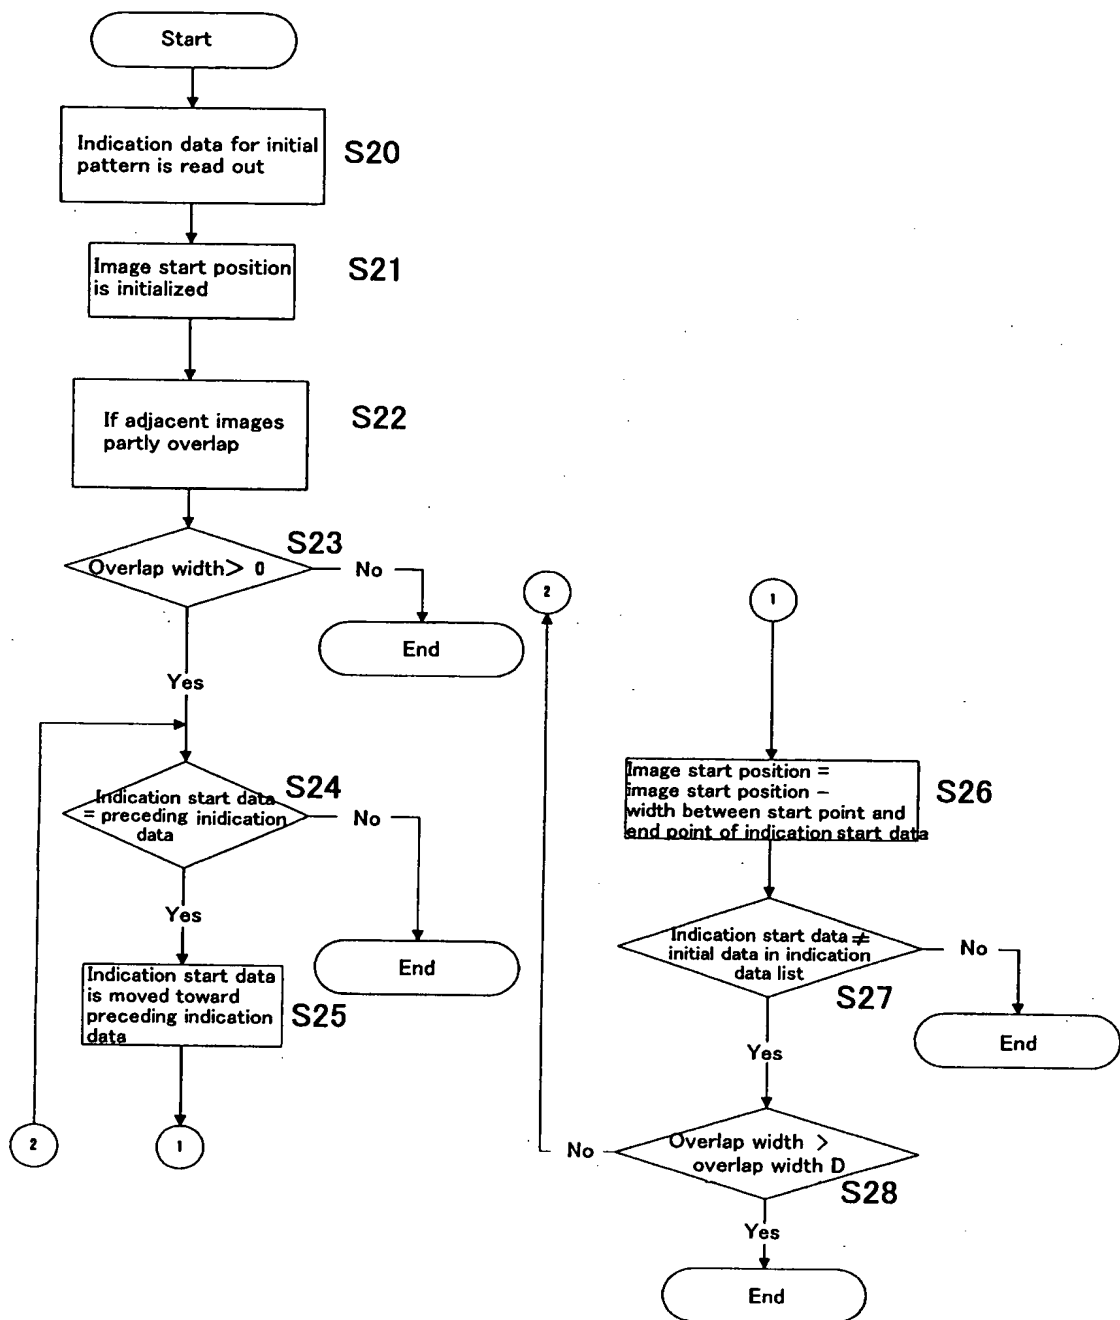 Start
Indication data for initial
pattern is read out
S20
Image start position
is initialized
S21
If adjacent images
partly overlap
S22
S23
Overlap width> 0
No
End
Yes
S24
Indication start data
= preceding inidication
data
No
End
Yes
Indication start data
is moved toward
preceding indication
data
S25
2
1
2
1
Image start position =
image start position -
width between start point and
end point of indication start data
S26
Indication start data ≠
initial data in indication
data list
No
S27
End
Yes
Overlap width >
overlap width D
No
S28
Yes
End